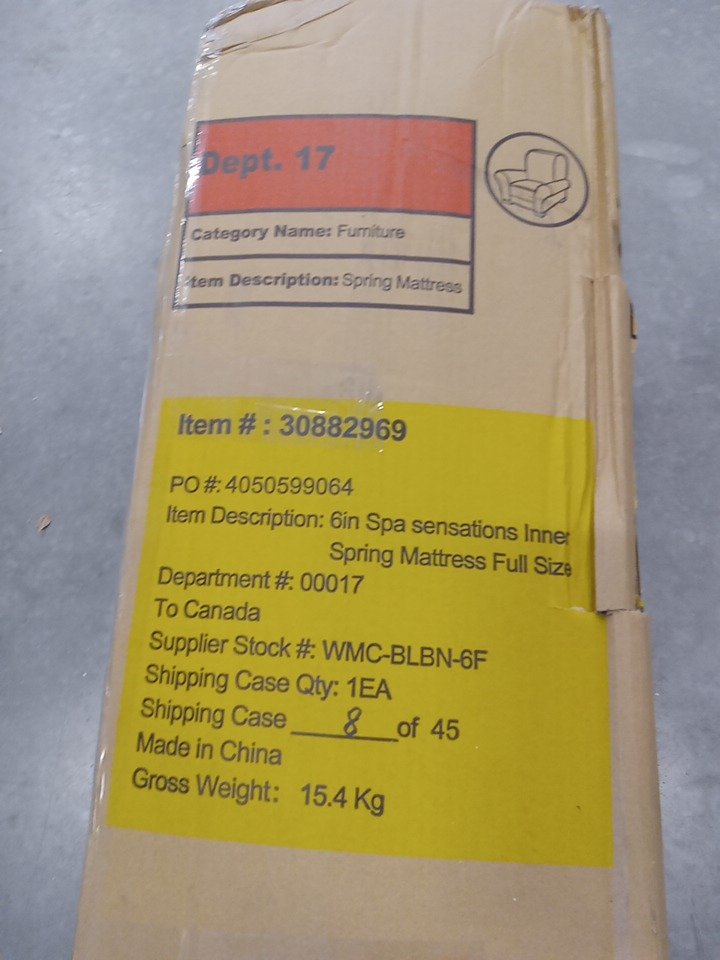 Dept. 17
Category Name: Furniture
Item Description: Spring Mattress
Item # : 30882969
PO #: 4050599064
Item Description: 6in Spa sensations Inner
Spring Mattress Full Size
Department #: 00017
To Canada
Supplier Stock #: WMC-BLBN-6F
Shipping Case Qty: 1EA
Shipping Case 8 of 45
Made in China
Gross Weight: 15.4 Kg